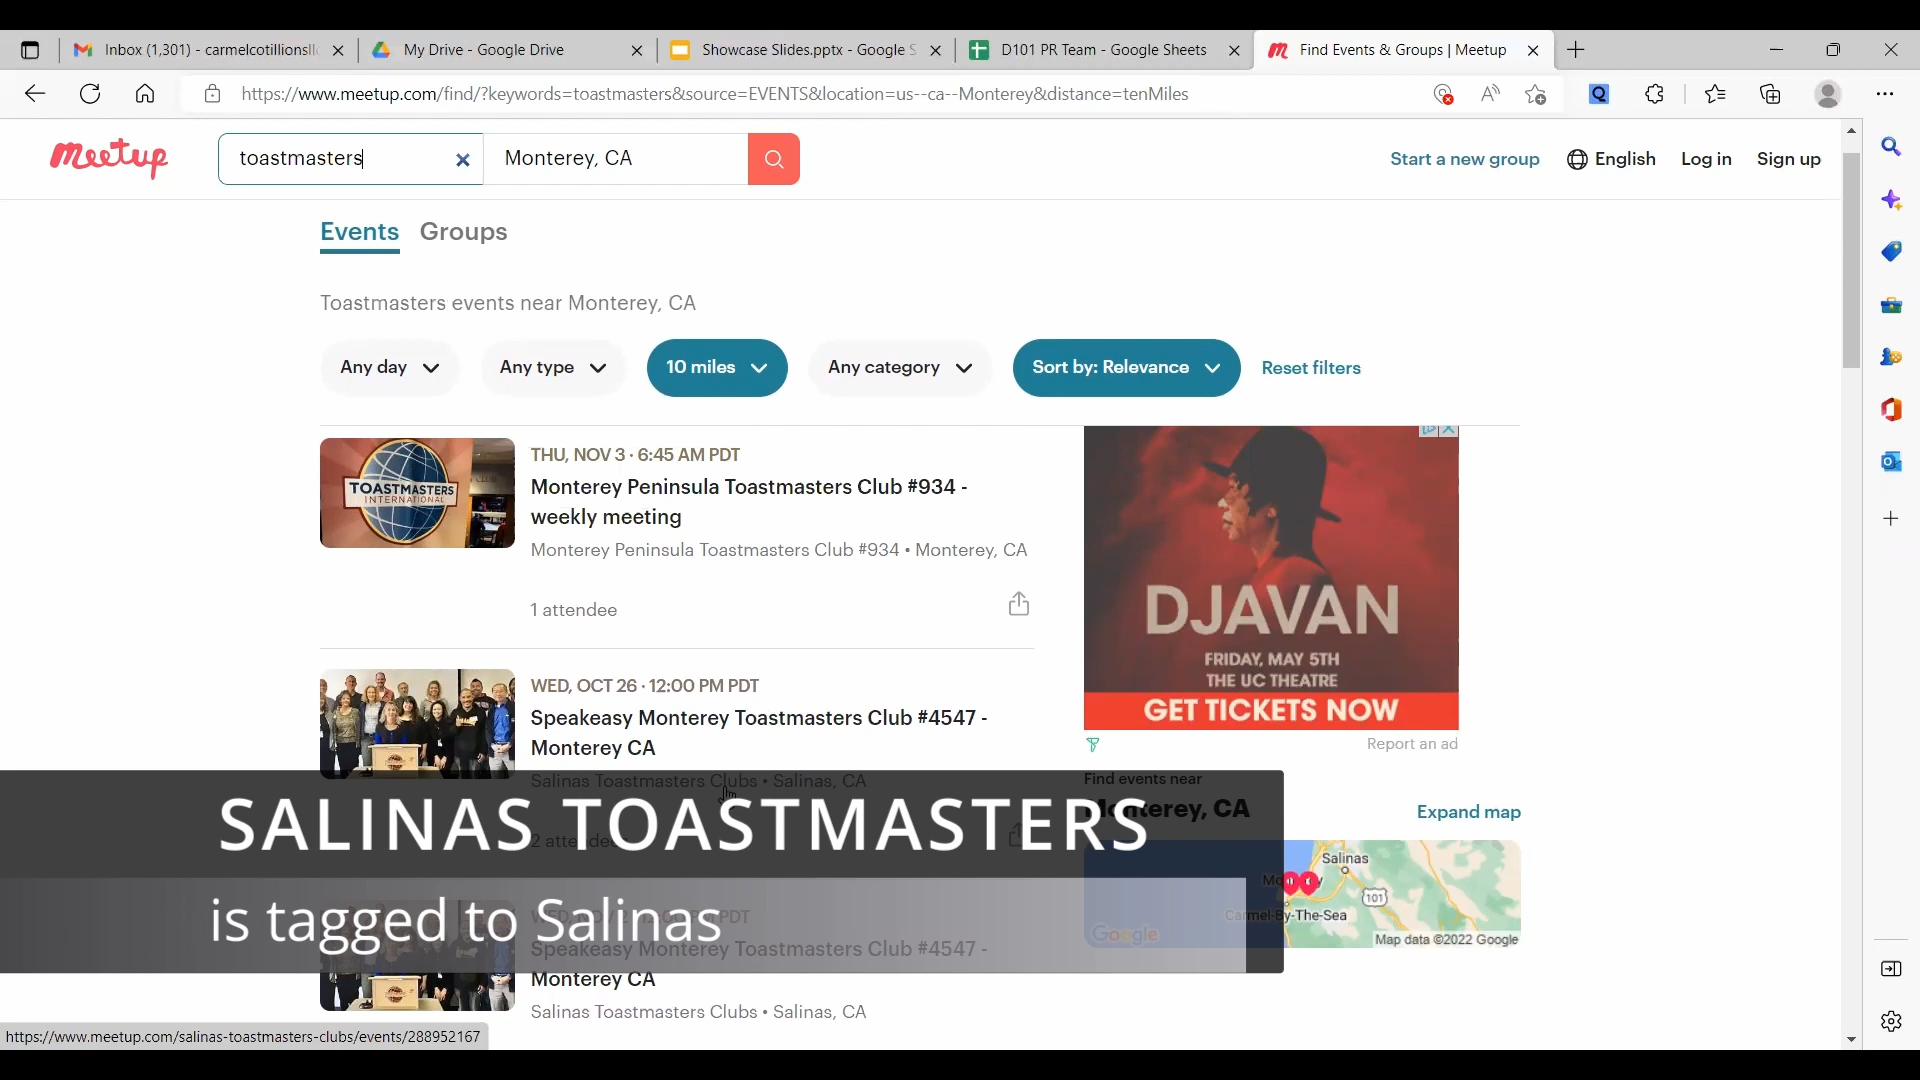 Inbox (1,301) - carmelcotillionsll
My Drive - Google Drive
Showcase Slides.pptx - Google S
D101 PR Team - Google Sheets
Find Events & Groups | Meetup
https://www.meetup.com/find/?keywords=toastmasters&source=EVENTS&location=us--ca--Monterey&distance=tenMiles
Meetup
toastmasters
Monterey, CA
Start a new group
English
Log in
Sign up
Events
Groups
Toastmasters events near Monterey, CA
Any day
Any type
10 miles
Any category
Sort by: Relevance
Reset filters
TOASTMASTERS
INTERNATIONAL
THU, NOV 3 · 6:45 AM PDT
Monterey Peninsula Toastmasters Club #934 -
weekly meeting
Monterey Peninsula Toastmasters Club #934 • Monterey, CA
1 attendee
DJAVAN
FRIDAY, MAY 5TH
THE UC THEATRE
GET TICKETS NOW
Report an ad
WED, OCT 26 · 12:00 PM PDT
Speakeasy Monterey Toastmasters Club #4547 -
Monterey CA
Salinas Toastmasters Clubs • Salinas, CA
Find events near
Monterey, CA
Expand map
SALINAS TOASTMASTERS
is tagged to Salinas
Salinas
101
Carmel-By-The-Sea
Google
Map data ©2022 Google
Speakeasy Monterey Toastmasters Club #4547 -
Monterey CA
Salinas Toastmasters Clubs • Salinas, CA
https://www.meetup.com/salinas-toastmasters-clubs/events/288952167